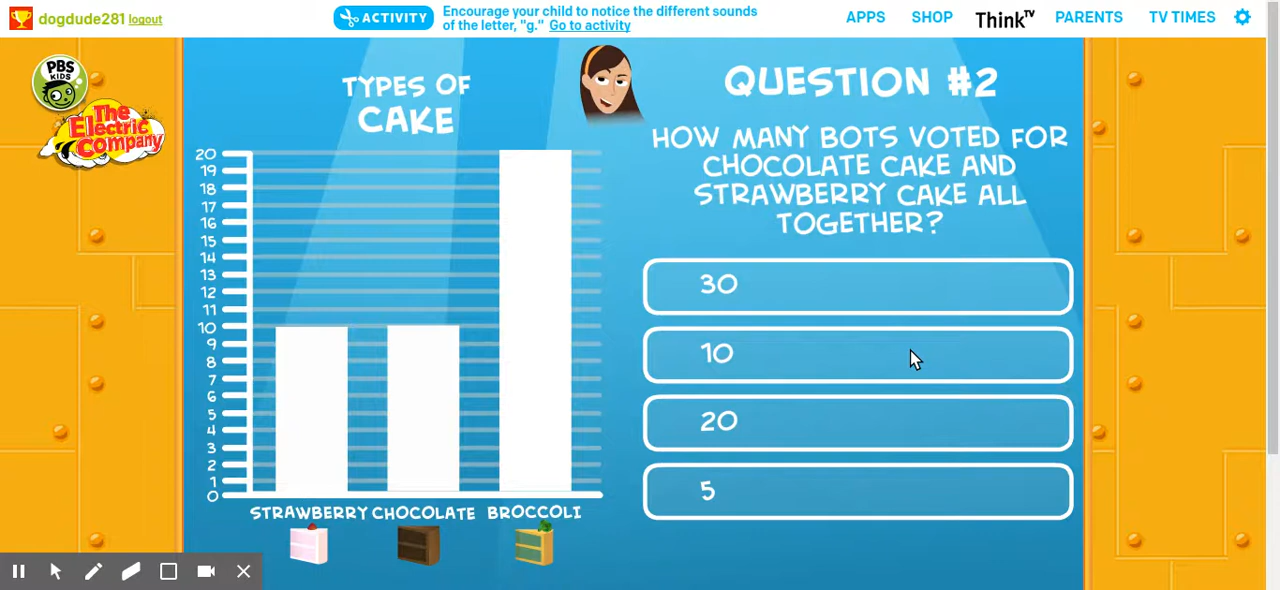 dogdude281 logout
ACTIVITY
Encourage your child to notice the different sounds
of the letter, "g." Go to activity
APPS
SHOP
ThinkTV
PARENTS
TV TIMES
PBS
KIDS
The
Electric
Company
TYPES OF
CAKE
20
19
18
17
16
15
14
13
12
11
10
9
8
7
6
5
4
3
2
1
0
STRAWBERRY CHOCOLATE BROCCOLI
QUESTION #2
HOW MANY BOTS VOTED FOR
CHOCOLATE CAKE AND
STRAWBERRY CAKE ALL
TOGETHER?
30
10
20
5